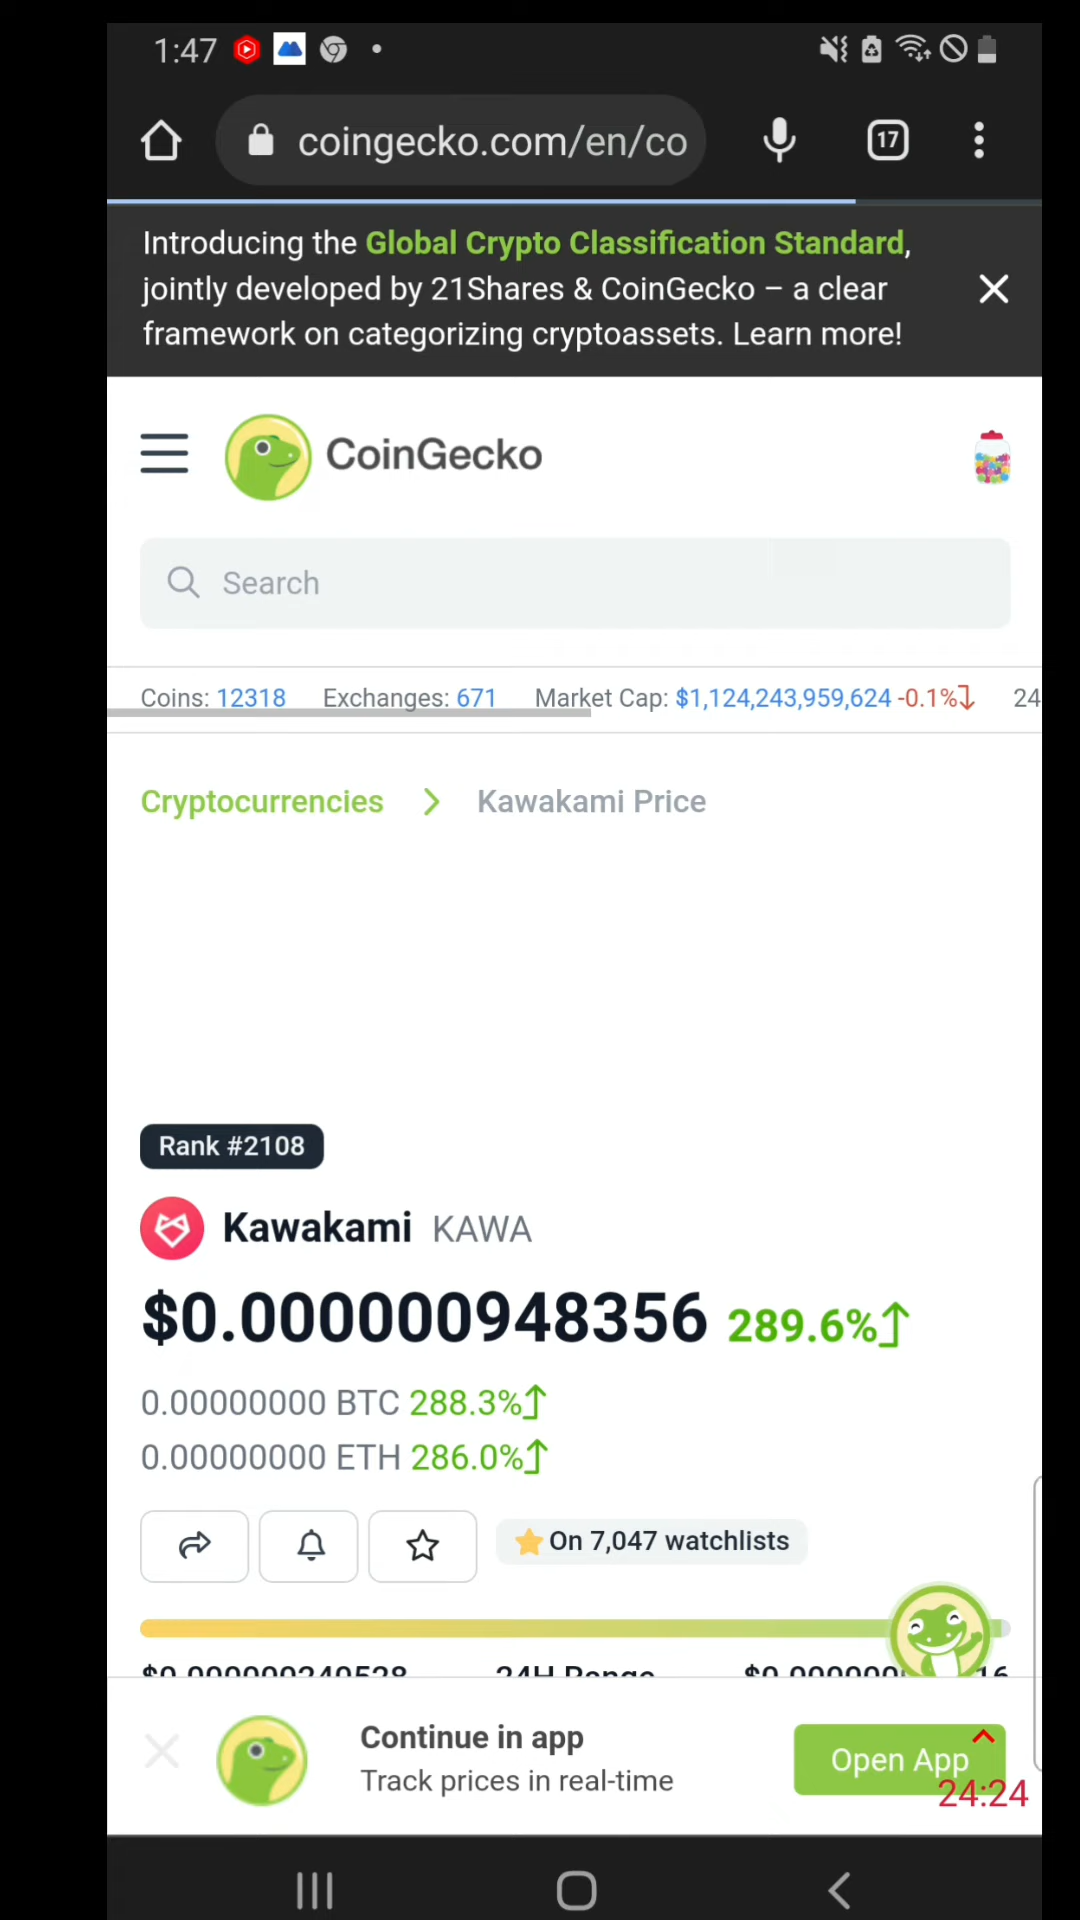 1:47
coingecko.com/en/co
17
Introducing the Global Crypto Classification Standard,
jointly developed by 21Shares & CoinGecko – a clear
framework on categorizing cryptoassets. Learn more!
CoinGecko
Search
Coins: 12318 Exchanges: 671 Market Cap: $1,124,243,959,624 -0.1% 24
Cryptocurrencies > Kawakami Price
Rank #2108
Kawakami KAWA
$0.000000948356 289.6%
0.00000000 BTC 288.3%
0.00000000 ETH 286.0%
On 7,047 watchlists
$0.000000240528 24H Range
Continue in app
Track prices in real-time
Open App
24:24